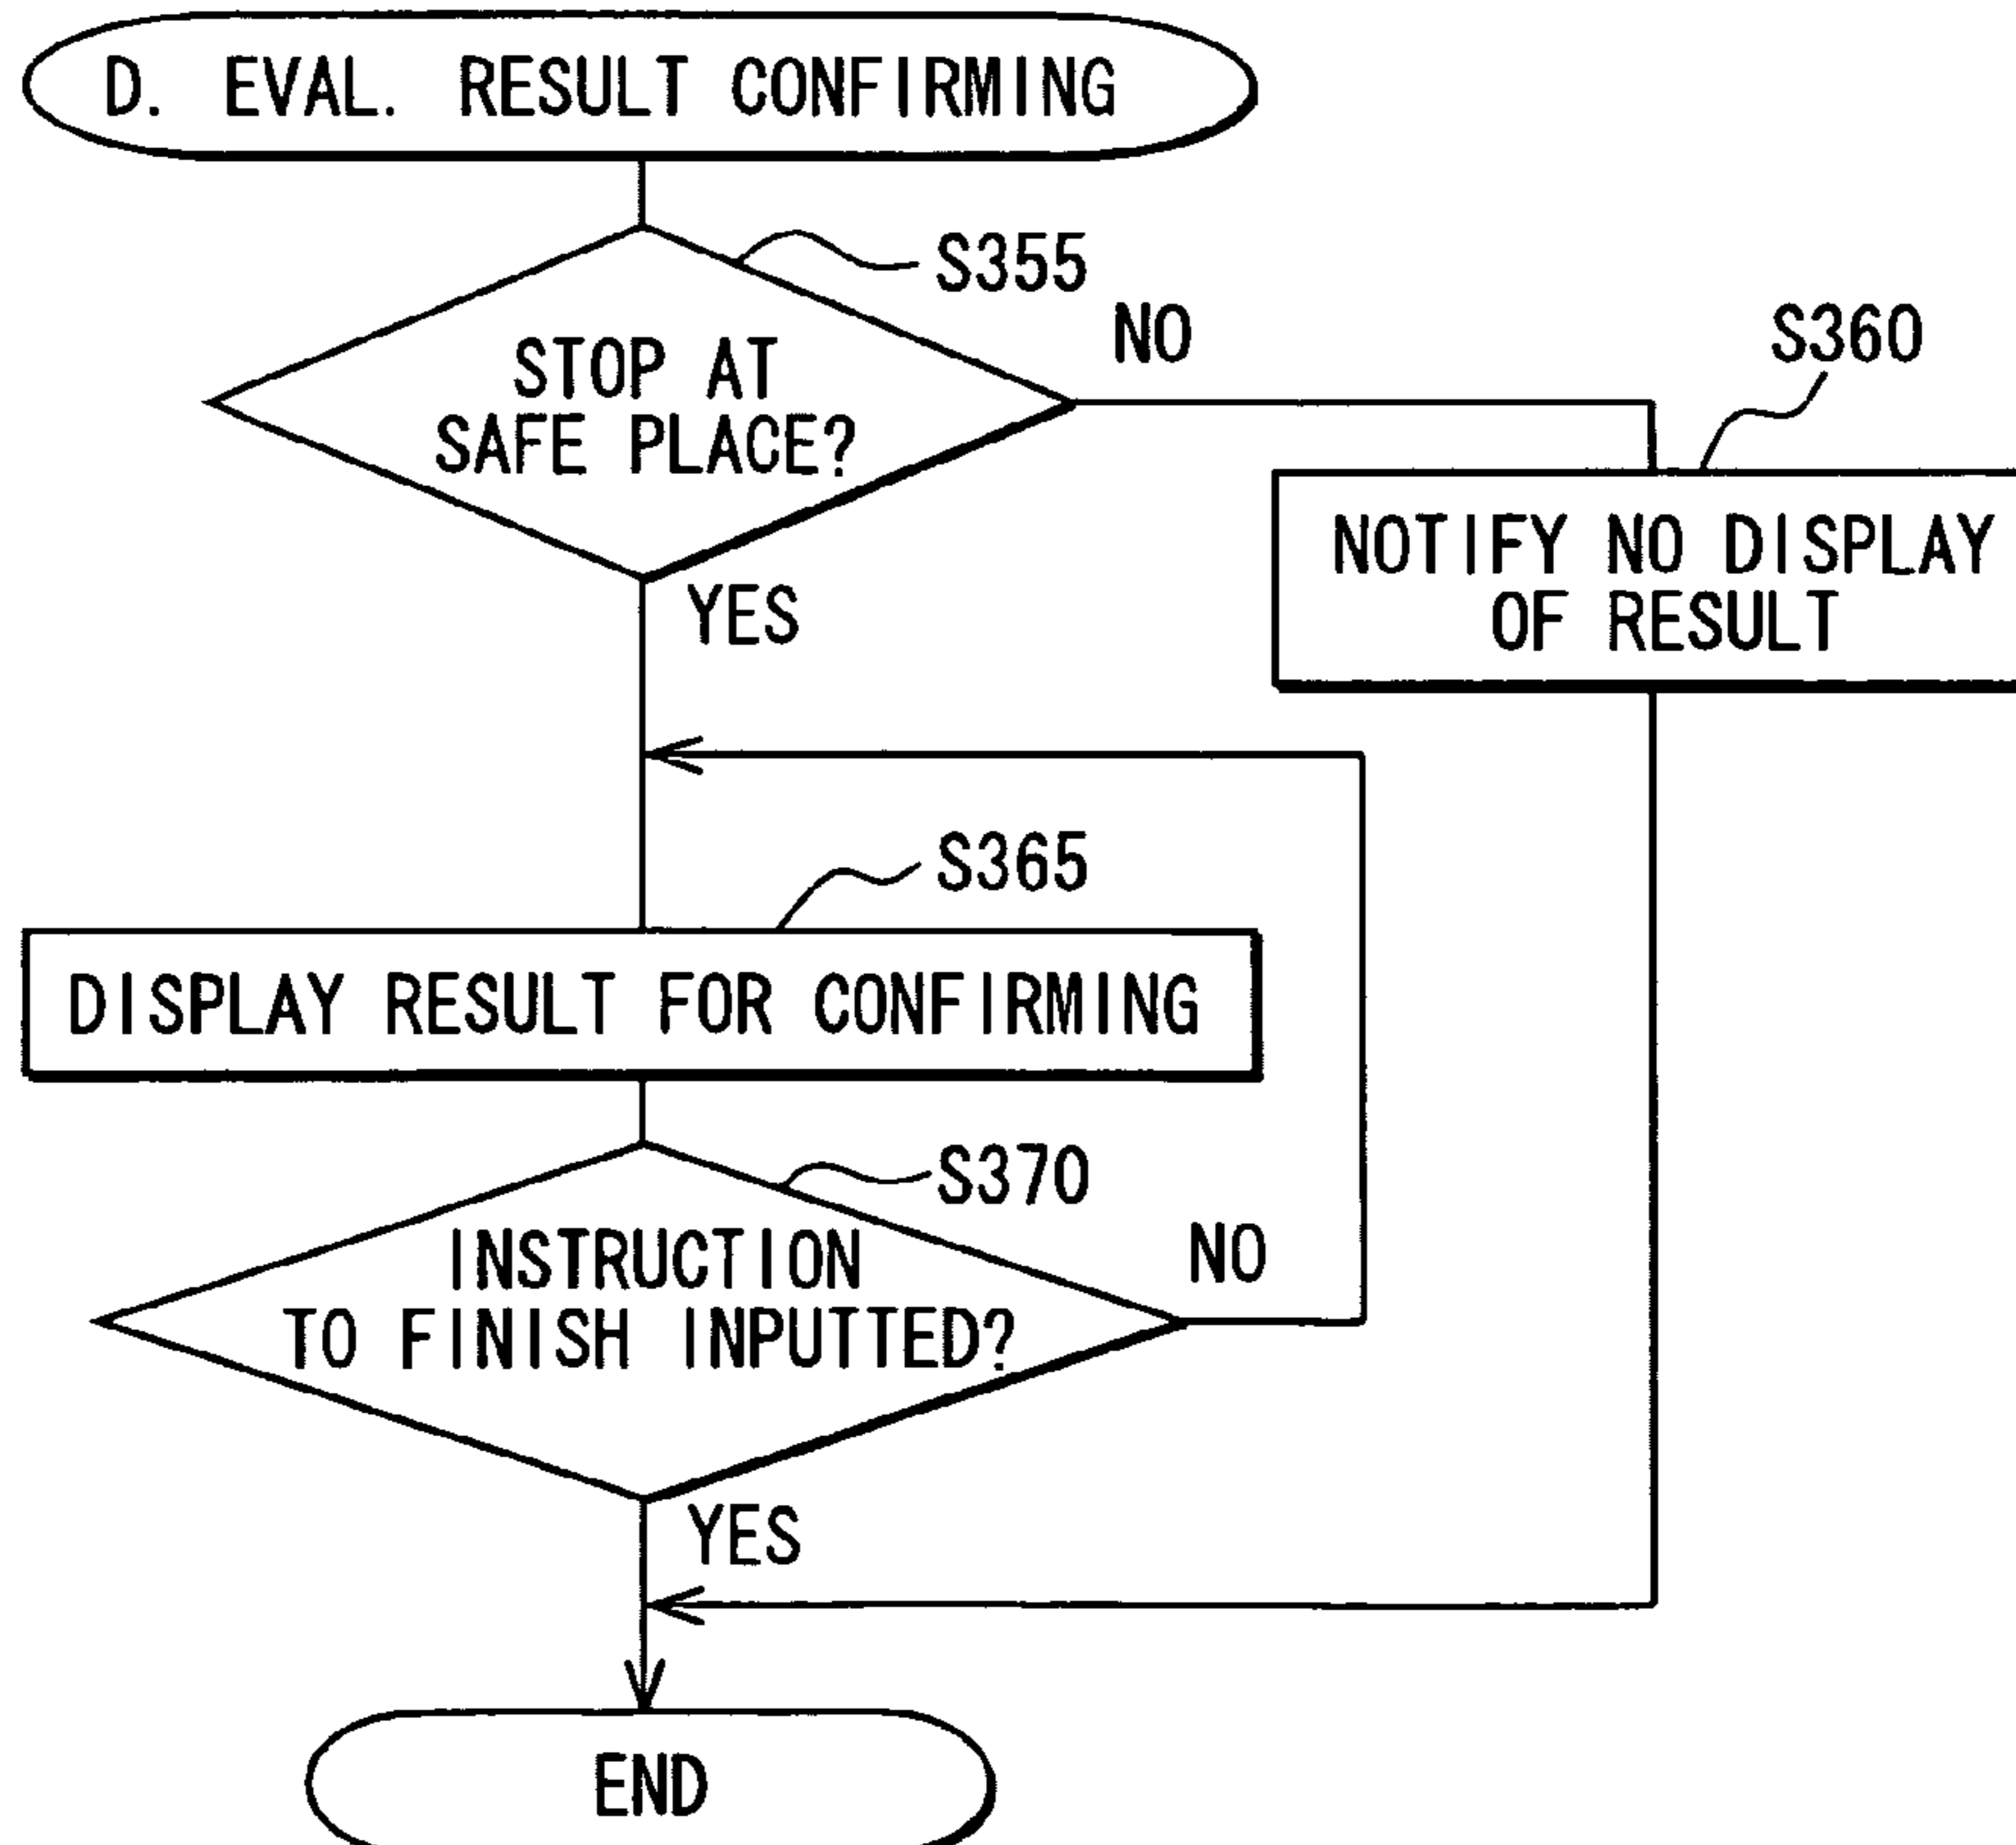 D. EVAL. RESULT CONFIRMING
S355
NO
STOP AT
SAFE PLACE?
YES
S360
NOTIFY NO DISPLAY
OF RESULT
S365
DISPLAY RESULT FOR CONFIRMING
S370
INSTRUCTION
TO FINISH INPUTTED?
NO
YES
END